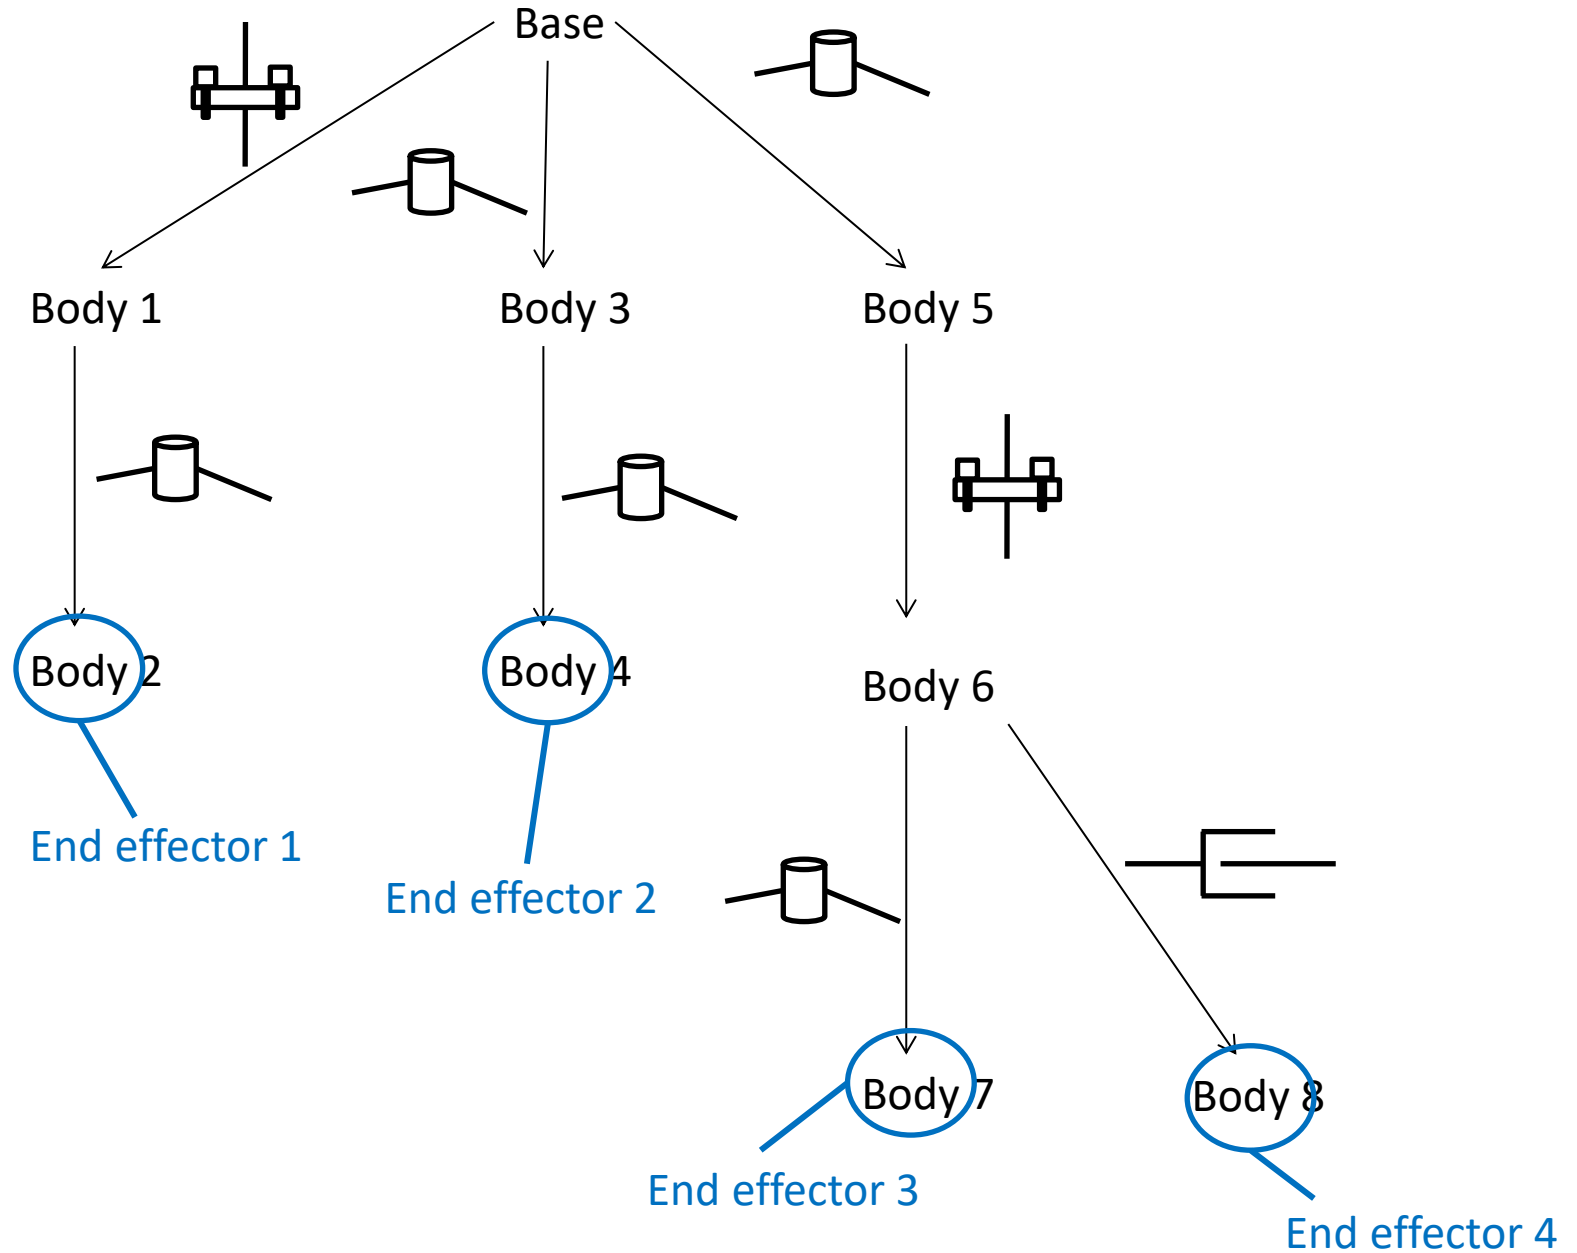 Base
Body 1
Body 3
Body 5
Body 2
Body 4
Body 6
End effector 1
End effector 2
Body 7
Body 8
End effector 3
End effector 4